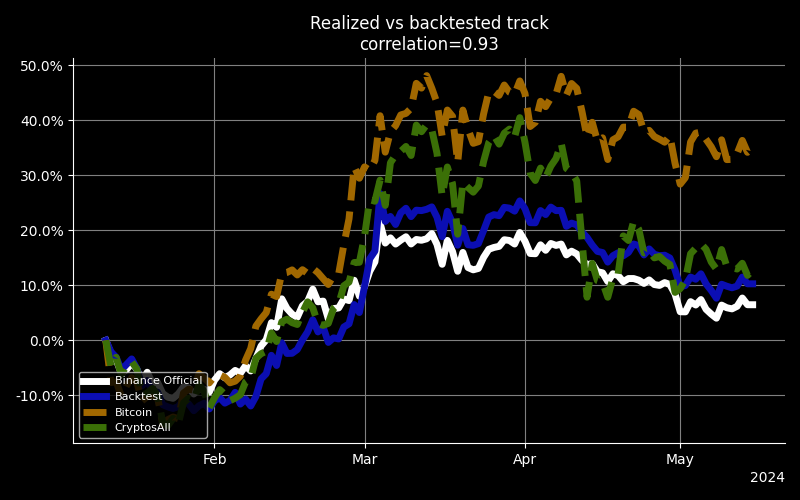 Realized vs backtested track
correlation=0.93
50.0%
40.0%
30.0%
20.0%
10.0%
0.0%
-10.0%
Binance Official
Backtest
Bitcoin
CryptosAll
Feb
Mar
Apr
May
2024